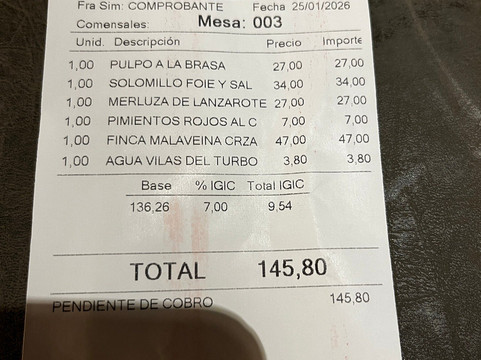 Fra Sim: COMPROBANTE Fecha 25/01/2026
Comensales: Mesa: 003
Unid. Descripción Precio Importe
1,00 PULPO A LA BRASA 27,00 27,00
1,00 SOLOMILLO FOIE Y SAL 34,00 34,00
1,00 MERLUZA DE LANZAROTE 27,00 27,00
1,00 PIMIENTOS ROJOS AL C 7,00 7,00
1,00 FINCA MALAVEINA CRZA 47,00 47,00
1,00 AGUA VILAS DEL TURBO 3,80 3,80
Base % IGIC Total IGIC
136,26 7,00 9,54
TOTAL 145,80
PENDIENTE DE COBRO 145,80